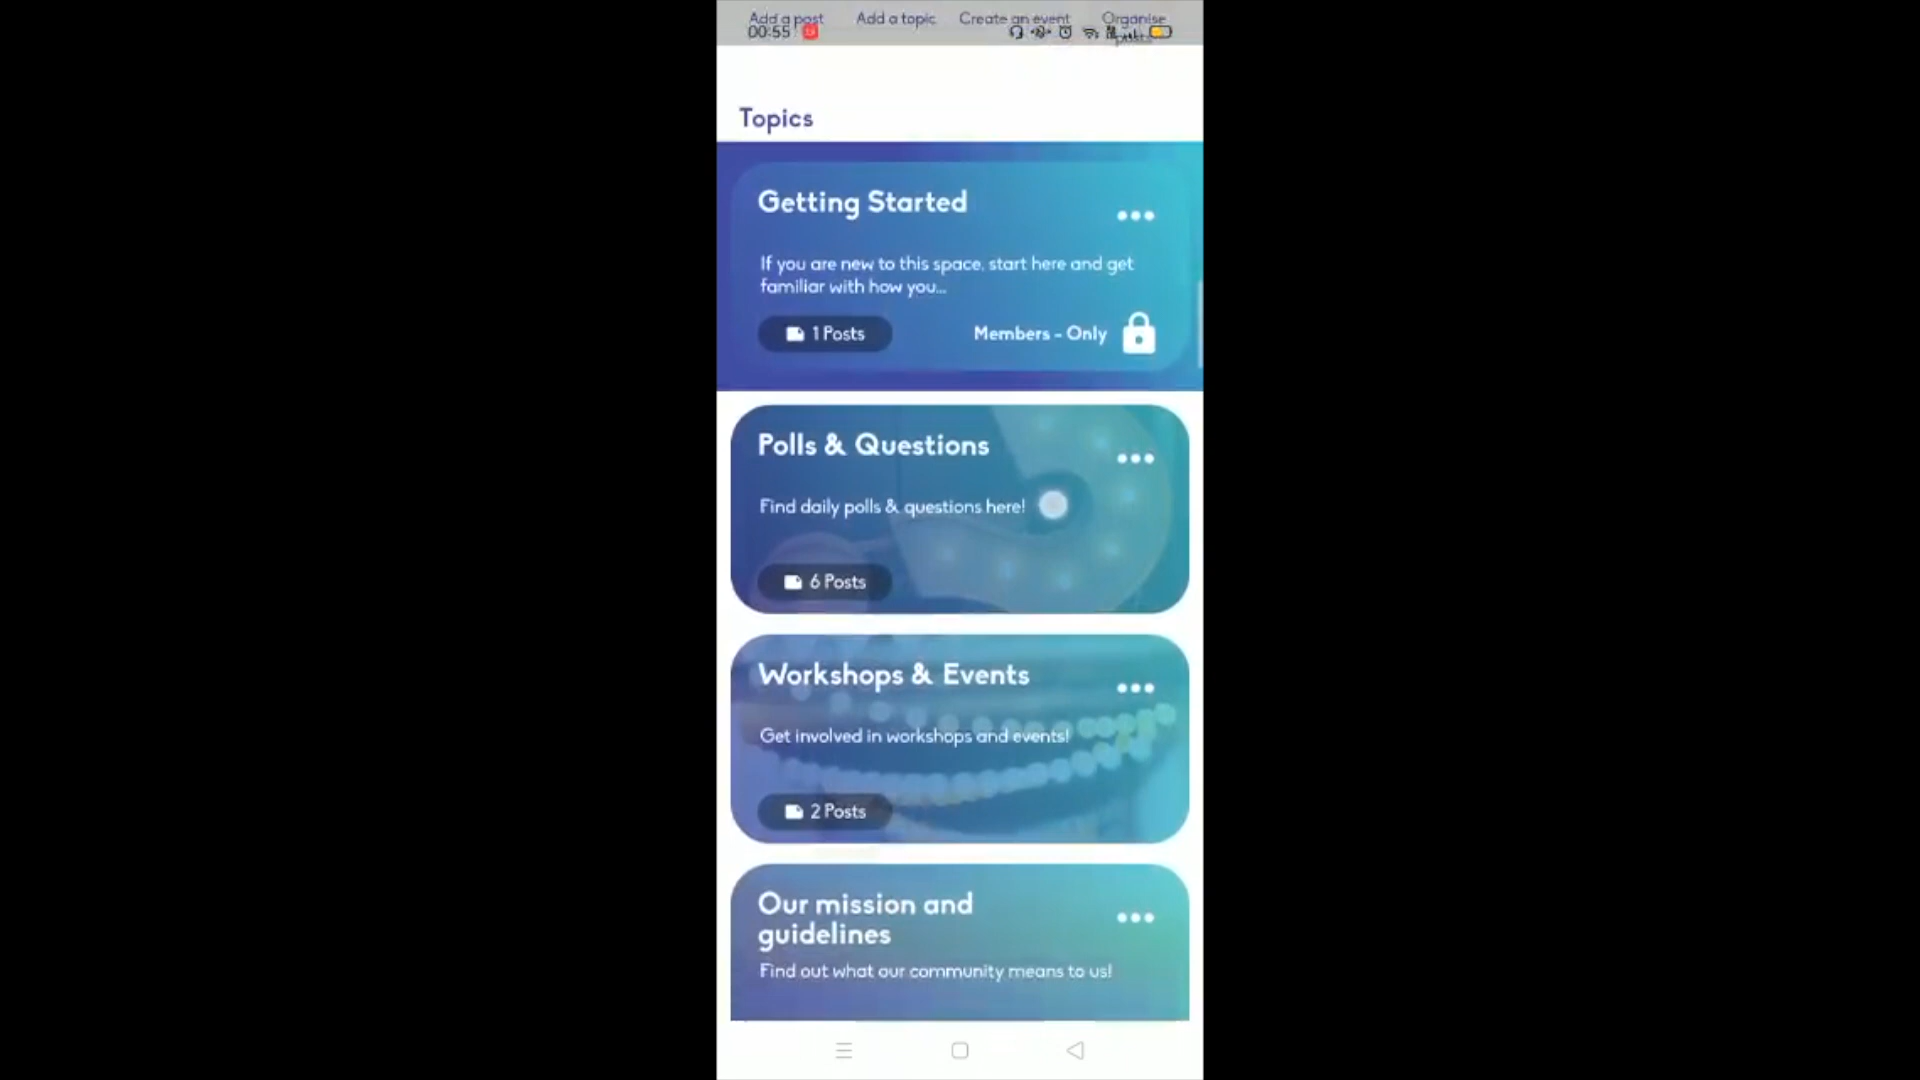 Add a post Add a topic Create an event Organise
posts
00:55
Topics
Getting Started
If you are new to this space, start here and get
familiar with how you...
1 Posts
Members - Only
Polls & Questions
Find daily polls & questions here!
6 Posts
Workshops & Events
Get involved in workshops and events!
2 Posts
Our mission and
guidelines
Find out what our community means to us!